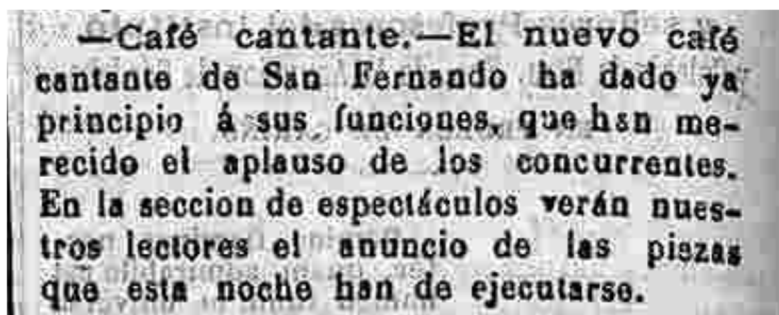 —Café cantante.—El nuevo café
cantante de San Fernando ha dado ya
principio á sus funciones, que han me-
recido el aplauso de los concurrentes.
En la seccion de espectáculos verán nues-
tros lectores el anuncio de las piezas
que esta noche han de ejecutarse.